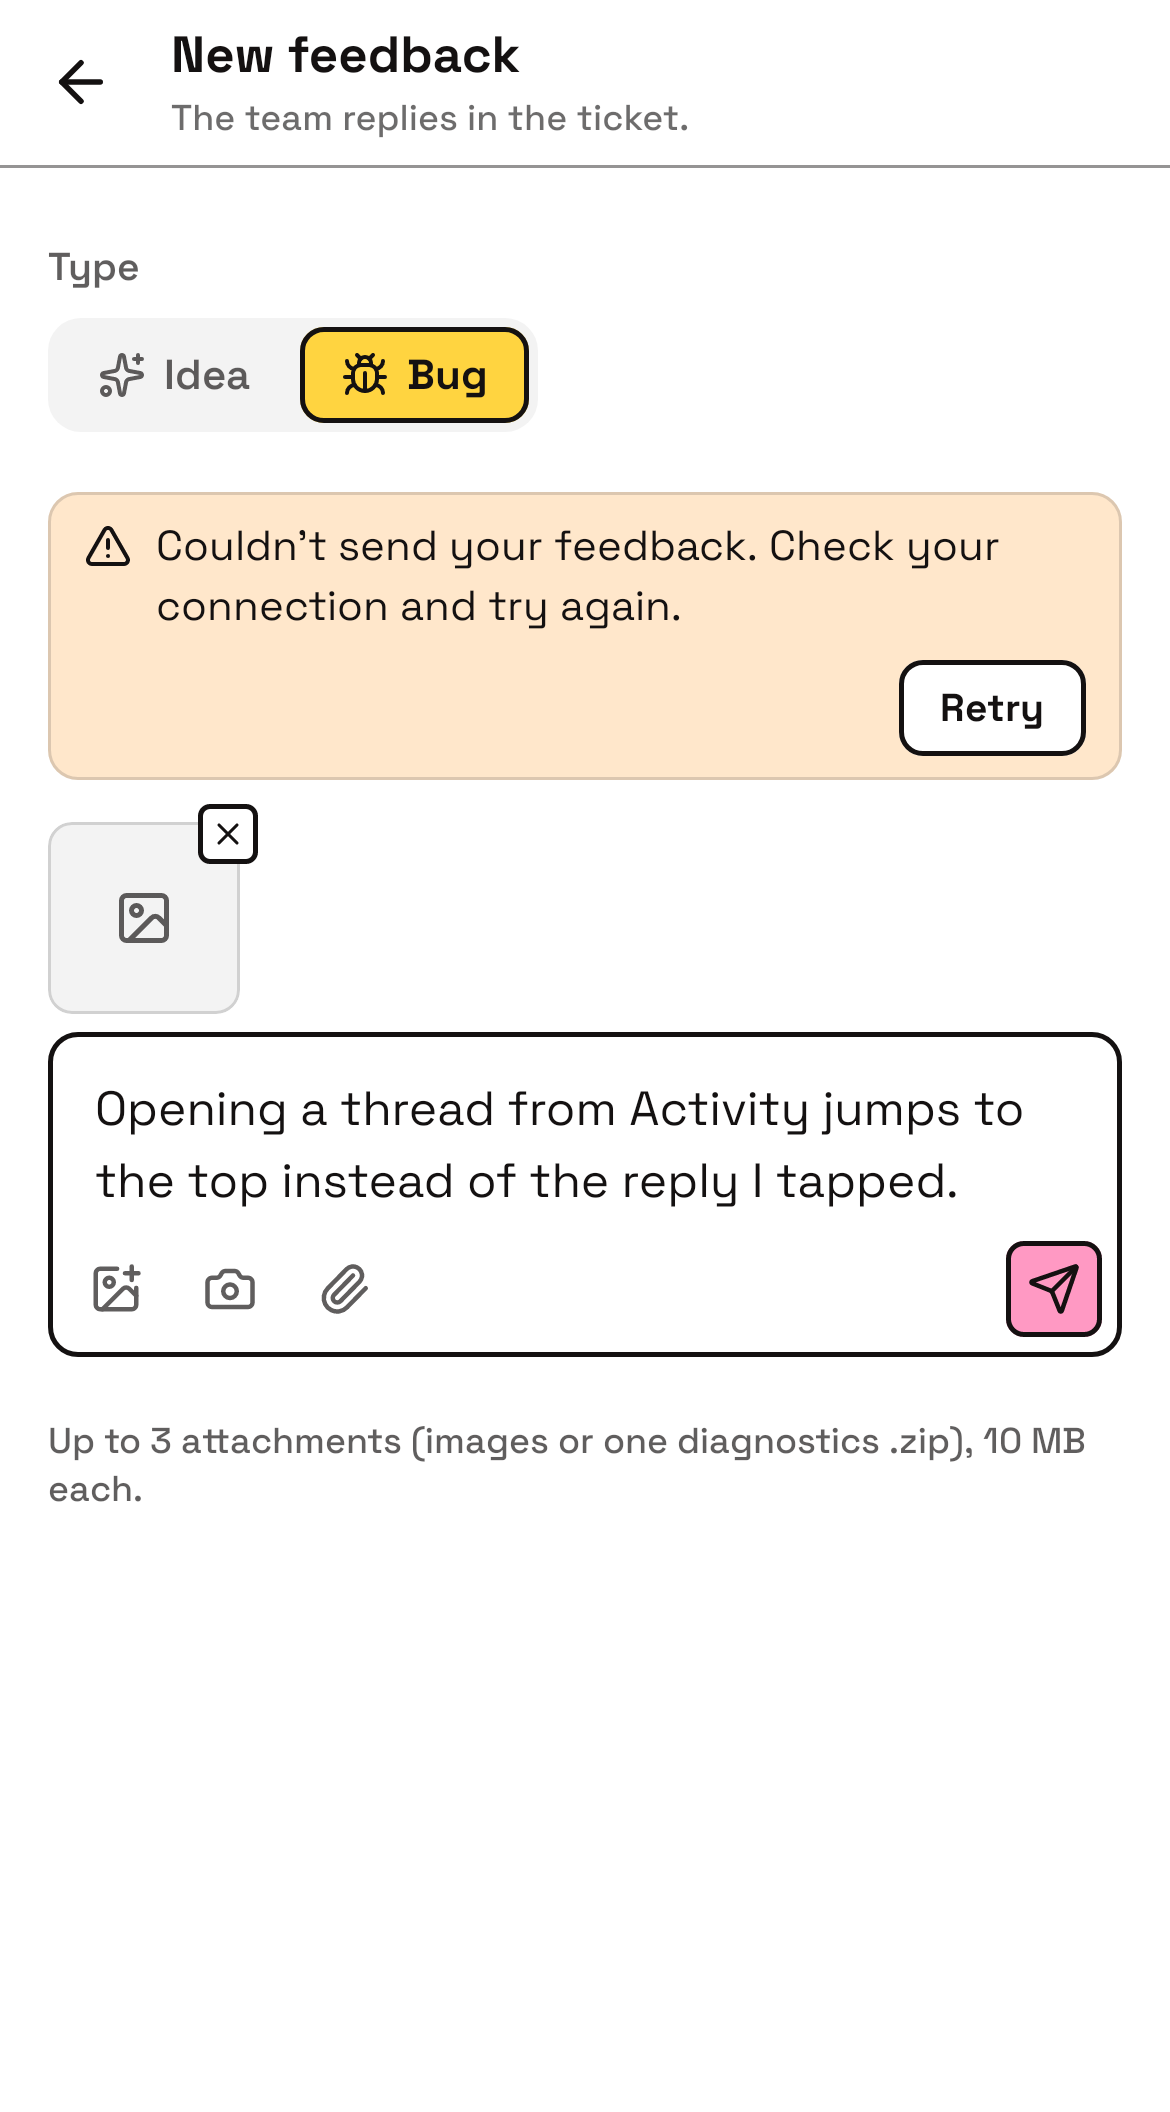 New feedback
The team replies in the ticket.
Type
Idea
Bug
Couldn’t send your feedback. Check your
connection and try again.
Retry
Opening a thread from Activity jumps to
the top instead of the reply I tapped.
Up to 3 attachments (images or one diagnostics .zip), 10 MB
each.